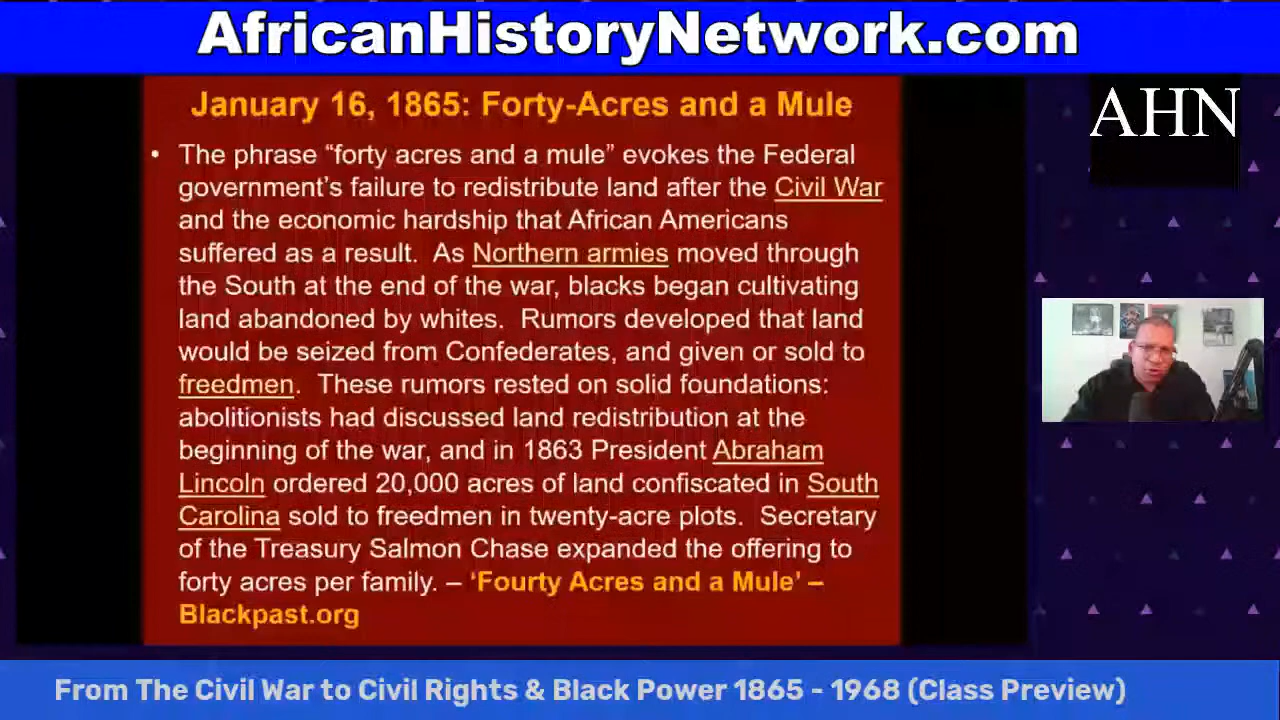 AfricanHistoryNetwork.com
AHN
January 16, 1865: Forty-Acres and a Mule
• The phrase “forty acres and a mule” evokes the Federal
government’s failure to redistribute land after the Civil War
and the economic hardship that African Americans
suffered as a result.  As Northern armies moved through
the South at the end of the war, blacks began cultivating
land abandoned by whites.  Rumors developed that land
would be seized from Confederates, and given or sold to
freedmen.  These rumors rested on solid foundations:
abolitionists had discussed land redistribution at the
beginning of the war, and in 1863 President Abraham
Lincoln ordered 20,000 acres of land confiscated in South
Carolina sold to freedmen in twenty-acre plots.  Secretary
of the Treasury Salmon Chase expanded the offering to
forty acres per family. – ‘Fourty Acres and a Mule’ –
Blackpast.org
From The Civil War to Civil Rights & Black Power 1865 - 1968 (Class Preview)